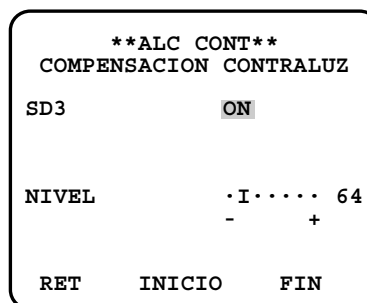 **ALC CONT**
COMPENSACION CONTRALUZ
SD3 ON
NIVEL ·I····· 64
- +
RET INICIO FIN